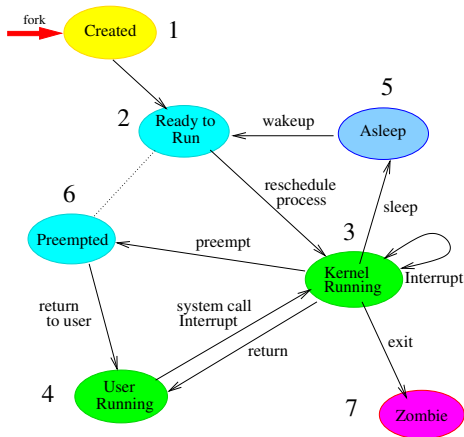 fork
Created
1
5
2
Ready to
Run
wakeup
Asleep
6
reschedule
process
sleep
3
Preempted
preempt
Kernel
Running
Interrupt
return
to user
system call
Interrupt
return
exit
4
User
Running
7
Zombie